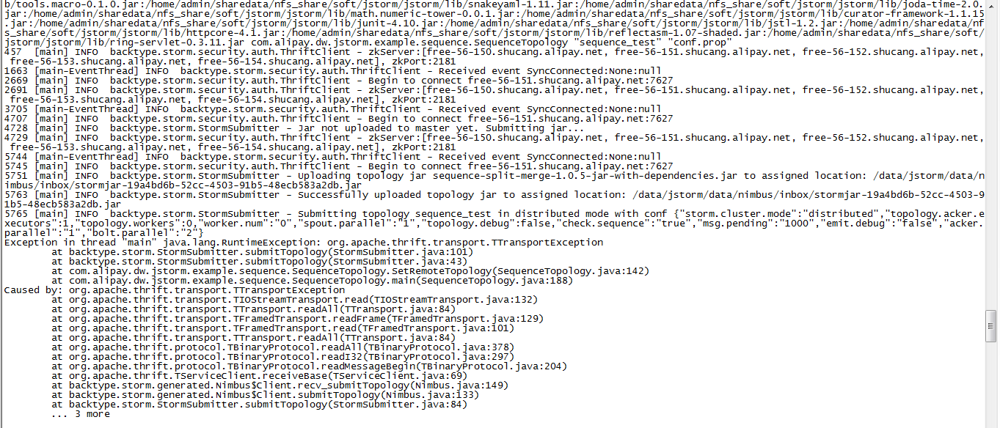 b/tools.macro-0.1.0.jar:/home/admin/sharedata/nfs_share/soft/jstorm/jstorm/lib/snakeyaml-1.11.jar:/home/admin/sharedata/nfs_share/soft/jstorm/jstorm/lib/joda-time-2.0.
jar:/home/admin/sharedata/nfs_share/soft/jstorm/jstorm/lib/math.numeric-tower-0.0.1.jar:/home/admin/sharedata/nfs_share/soft/jstorm/jstorm/lib/curator-framework-1.1.15
.jar:/home/admin/sharedata/nfs_share/soft/jstorm/jstorm/lib/junit-4.10.jar:/home/admin/sharedata/nfs_share/soft/jstorm/jstorm/lib/jstl-1.2.jar:/home/admin/sharedata/nf
s_share/soft/jstorm/jstorm/lib/httpcore-4.1.jar:/home/admin/sharedata/nfs_share/soft/jstorm/jstorm/lib/reflectasm-1.07-shaded.jar:/home/admin/sharedata/nfs_share/soft/
jstorm/jstorm/lib/ring-servlet-0.3.11.jar com.alipay.dw.jstorm.example.sequence.SequenceTopology "sequence_test" "conf.prop"
457 [main] INFO backtype.storm.security.auth.ThriftClient - zkServer:[free-56-150.shucang.alipay.net, free-56-151.shucang.alipay.net, free-56-152.shucang.alipay.net,
free-56-153.shucang.alipay.net, free-56-154.shucang.alipay.net], zkPort:2181
1663 [main-EventThread] INFO backtype.storm.security.auth.ThriftClient - Received event SyncConnected:None:null
2669 [main] INFO backtype.storm.security.auth.ThriftClient - Begin to connect free-56-151.shucang.alipay.net:7627
2691 [main] INFO backtype.storm.security.auth.ThriftClient - zkServer:[free-56-150.shucang.alipay.net, free-56-151.shucang.alipay.net, free-56-152.shucang.alipay.net,
free-56-153.shucang.alipay.net, free-56-154.shucang.alipay.net], zkPort:2181
3705 [main-EventThread] INFO backtype.storm.security.auth.ThriftClient - Received event SyncConnected:None:null
4707 [main] INFO backtype.storm.security.auth.ThriftClient - Begin to connect free-56-151.shucang.alipay.net:7627
4728 [main] INFO backtype.storm.StormSubmitter - Jar not uploaded to master yet. Submitting jar...
4729 [main] INFO backtype.storm.security.auth.ThriftClient - zkServer:[free-56-150.shucang.alipay.net, free-56-151.shucang.alipay.net, free-56-152.shucang.alipay.net,
free-56-153.shucang.alipay.net, free-56-154.shucang.alipay.net], zkPort:2181
5744 [main-EventThread] INFO backtype.storm.security.auth.ThriftClient - Received event SyncConnected:None:null
5745 [main] INFO backtype.storm.security.auth.ThriftClient - Begin to connect free-56-151.shucang.alipay.net:7627
5751 [main] INFO backtype.storm.StormSubmitter - Uploading topology jar sequence-split-merge-1.0.5-jar-with-dependencies.jar to assigned location: /data/jstorm/data/n
imbus/inbox/stormjar-19a4bd6b-52cc-4503-91b5-48ecb583a2db.jar
5763 [main] INFO backtype.storm.StormSubmitter - Successfully uploaded topology jar to assigned location: /data/jstorm/data/nimbus/inbox/stormjar-19a4bd6b-52cc-4503-9
1b5-48ecb583a2db.jar
5765 [main] INFO backtype.storm.StormSubmitter - Submitting topology sequence_test in distributed mode with conf {"storm.cluster.mode":"distributed","topology.acker.e
xecutors":1,"topology.workers":0,"worker.num":"0","spout.parallel":"1","topology.debug":false,"check.sequence":"true","msg.pending":"1000","emit.debug":"false","acker.
parallel":"1","bolt.parallel":"2"}
Exception in thread "main" java.lang.RuntimeException: org.apache.thrift.transport.TTransportException
at backtype.storm.StormSubmitter.submitTopology(StormSubmitter.java:101)
at backtype.storm.StormSubmitter.submitTopology(StormSubmitter.java:43)
at com.alipay.dw.jstorm.example.sequence.SequenceTopology.SetRemoteTopology(SequenceTopology.java:142)
at com.alipay.dw.jstorm.example.sequence.SequenceTopology.main(SequenceTopology.java:188)
Caused by: org.apache.thrift.transport.TTransportException
at org.apache.thrift.transport.TIOStreamTransport.read(TIOStreamTransport.java:132)
at org.apache.thrift.transport.TTransport.readAll(TTransport.java:84)
at org.apache.thrift.transport.TFramedTransport.readFrame(TFramedTransport.java:129)
at org.apache.thrift.transport.TFramedTransport.read(TFramedTransport.java:101)
at org.apache.thrift.transport.TTransport.readAll(TTransport.java:84)
at org.apache.thrift.protocol.TBinaryProtocol.readAll(TBinaryProtocol.java:378)
at org.apache.thrift.protocol.TBinaryProtocol.readI32(TBinaryProtocol.java:297)
at org.apache.thrift.protocol.TBinaryProtocol.readMessageBegin(TBinaryProtocol.java:204)
at org.apache.thrift.TServiceClient.receiveBase(TServiceClient.java:69)
at backtype.storm.generated.Nimbus$Client.recv_submitTopology(Nimbus.java:149)
at backtype.storm.generated.Nimbus$Client.submitTopology(Nimbus.java:133)
at backtype.storm.StormSubmitter.submitTopology(StormSubmitter.java:84)
... 3 more